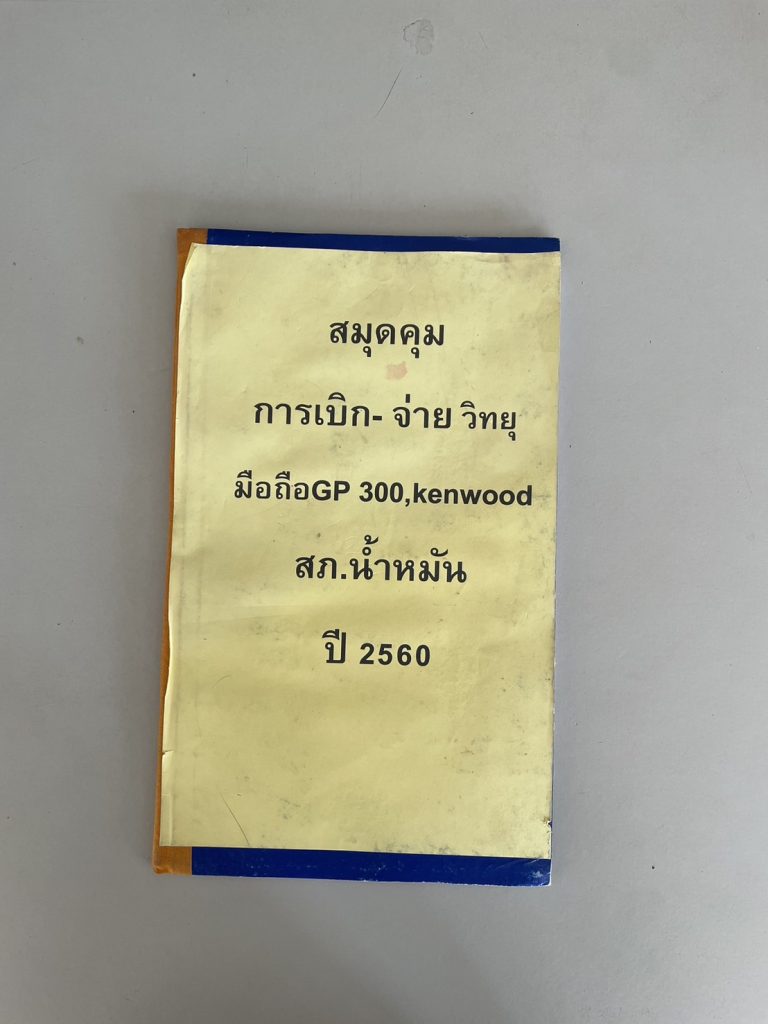 สมุดคุม
การเบิก- จ่าย วิทยุ
มือถือGP 300,kenwood
สภ.น้ำหมัน
ปี 2560